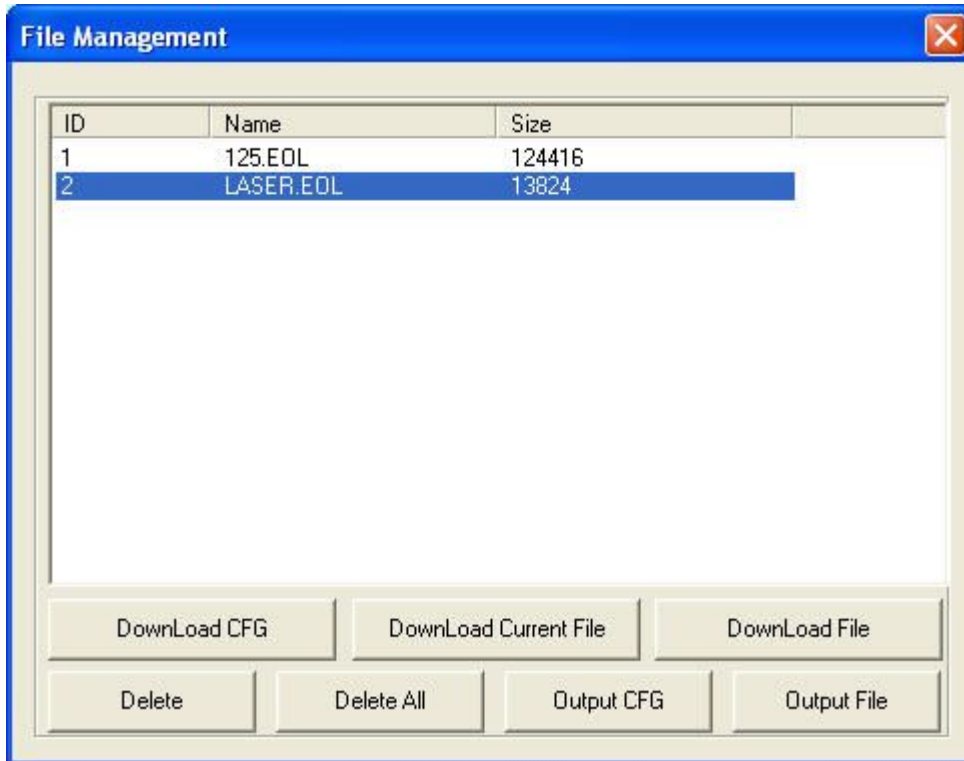 File Management
ID Name Size
1 125.EOL 124416
2 LASER.EOL 13824
DownLoad CFG DownLoad Current File DownLoad File
Delete Delete All Output CFG Output File